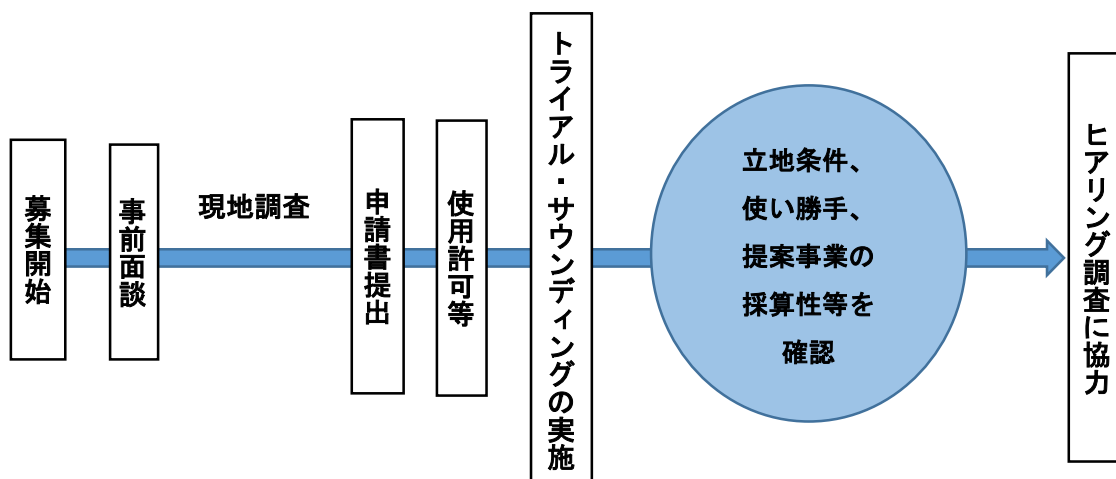 募集開始
事前面談
現地調査
申請書提出
使用許可等
トライアル・サウンディングの実施
立地条件、
使い勝手、
提案事業の
採算性等を
確認
ヒアリング調査に協力